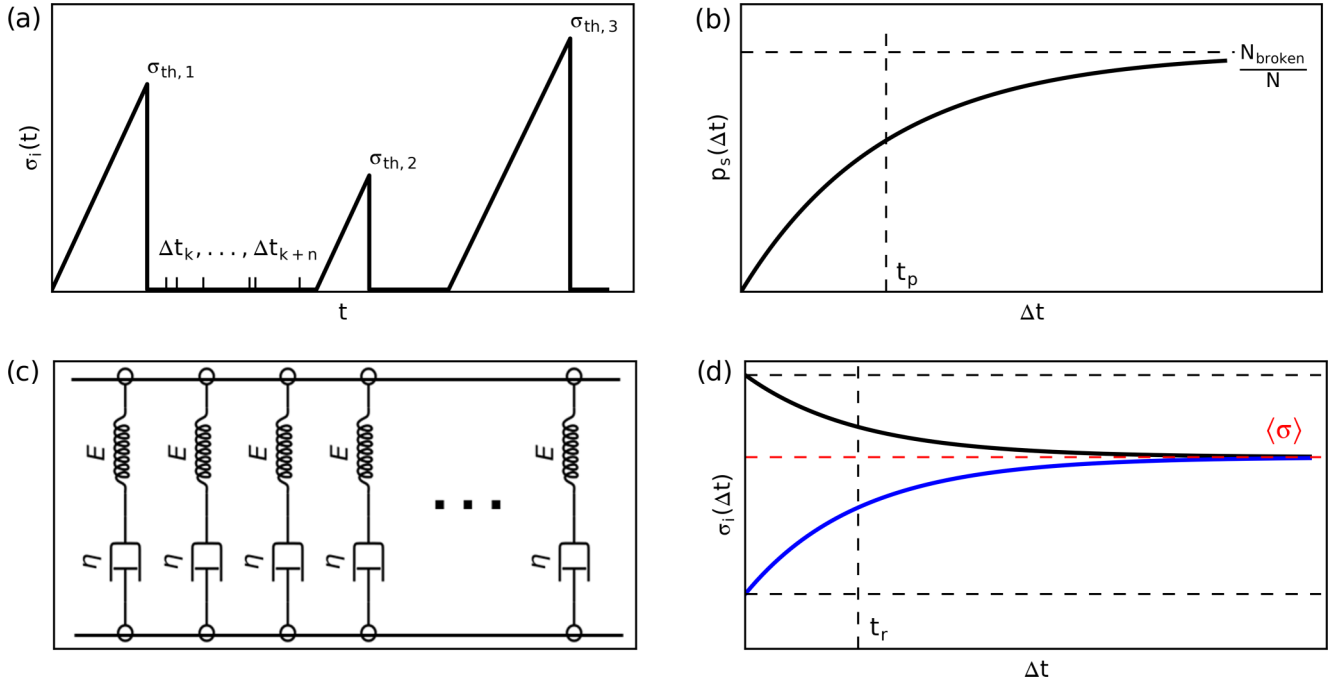 (a)
σth, 1
σth, 2
σth, 3
Δtk, . . . , Δtk+n
σi(t)
t
(b)
Nbroken
N
ps(Δt)
tp
Δt
(c)
E E E E E
η η η η η
(d)
⟨σ⟩
σi(Δt)
tr
Δt